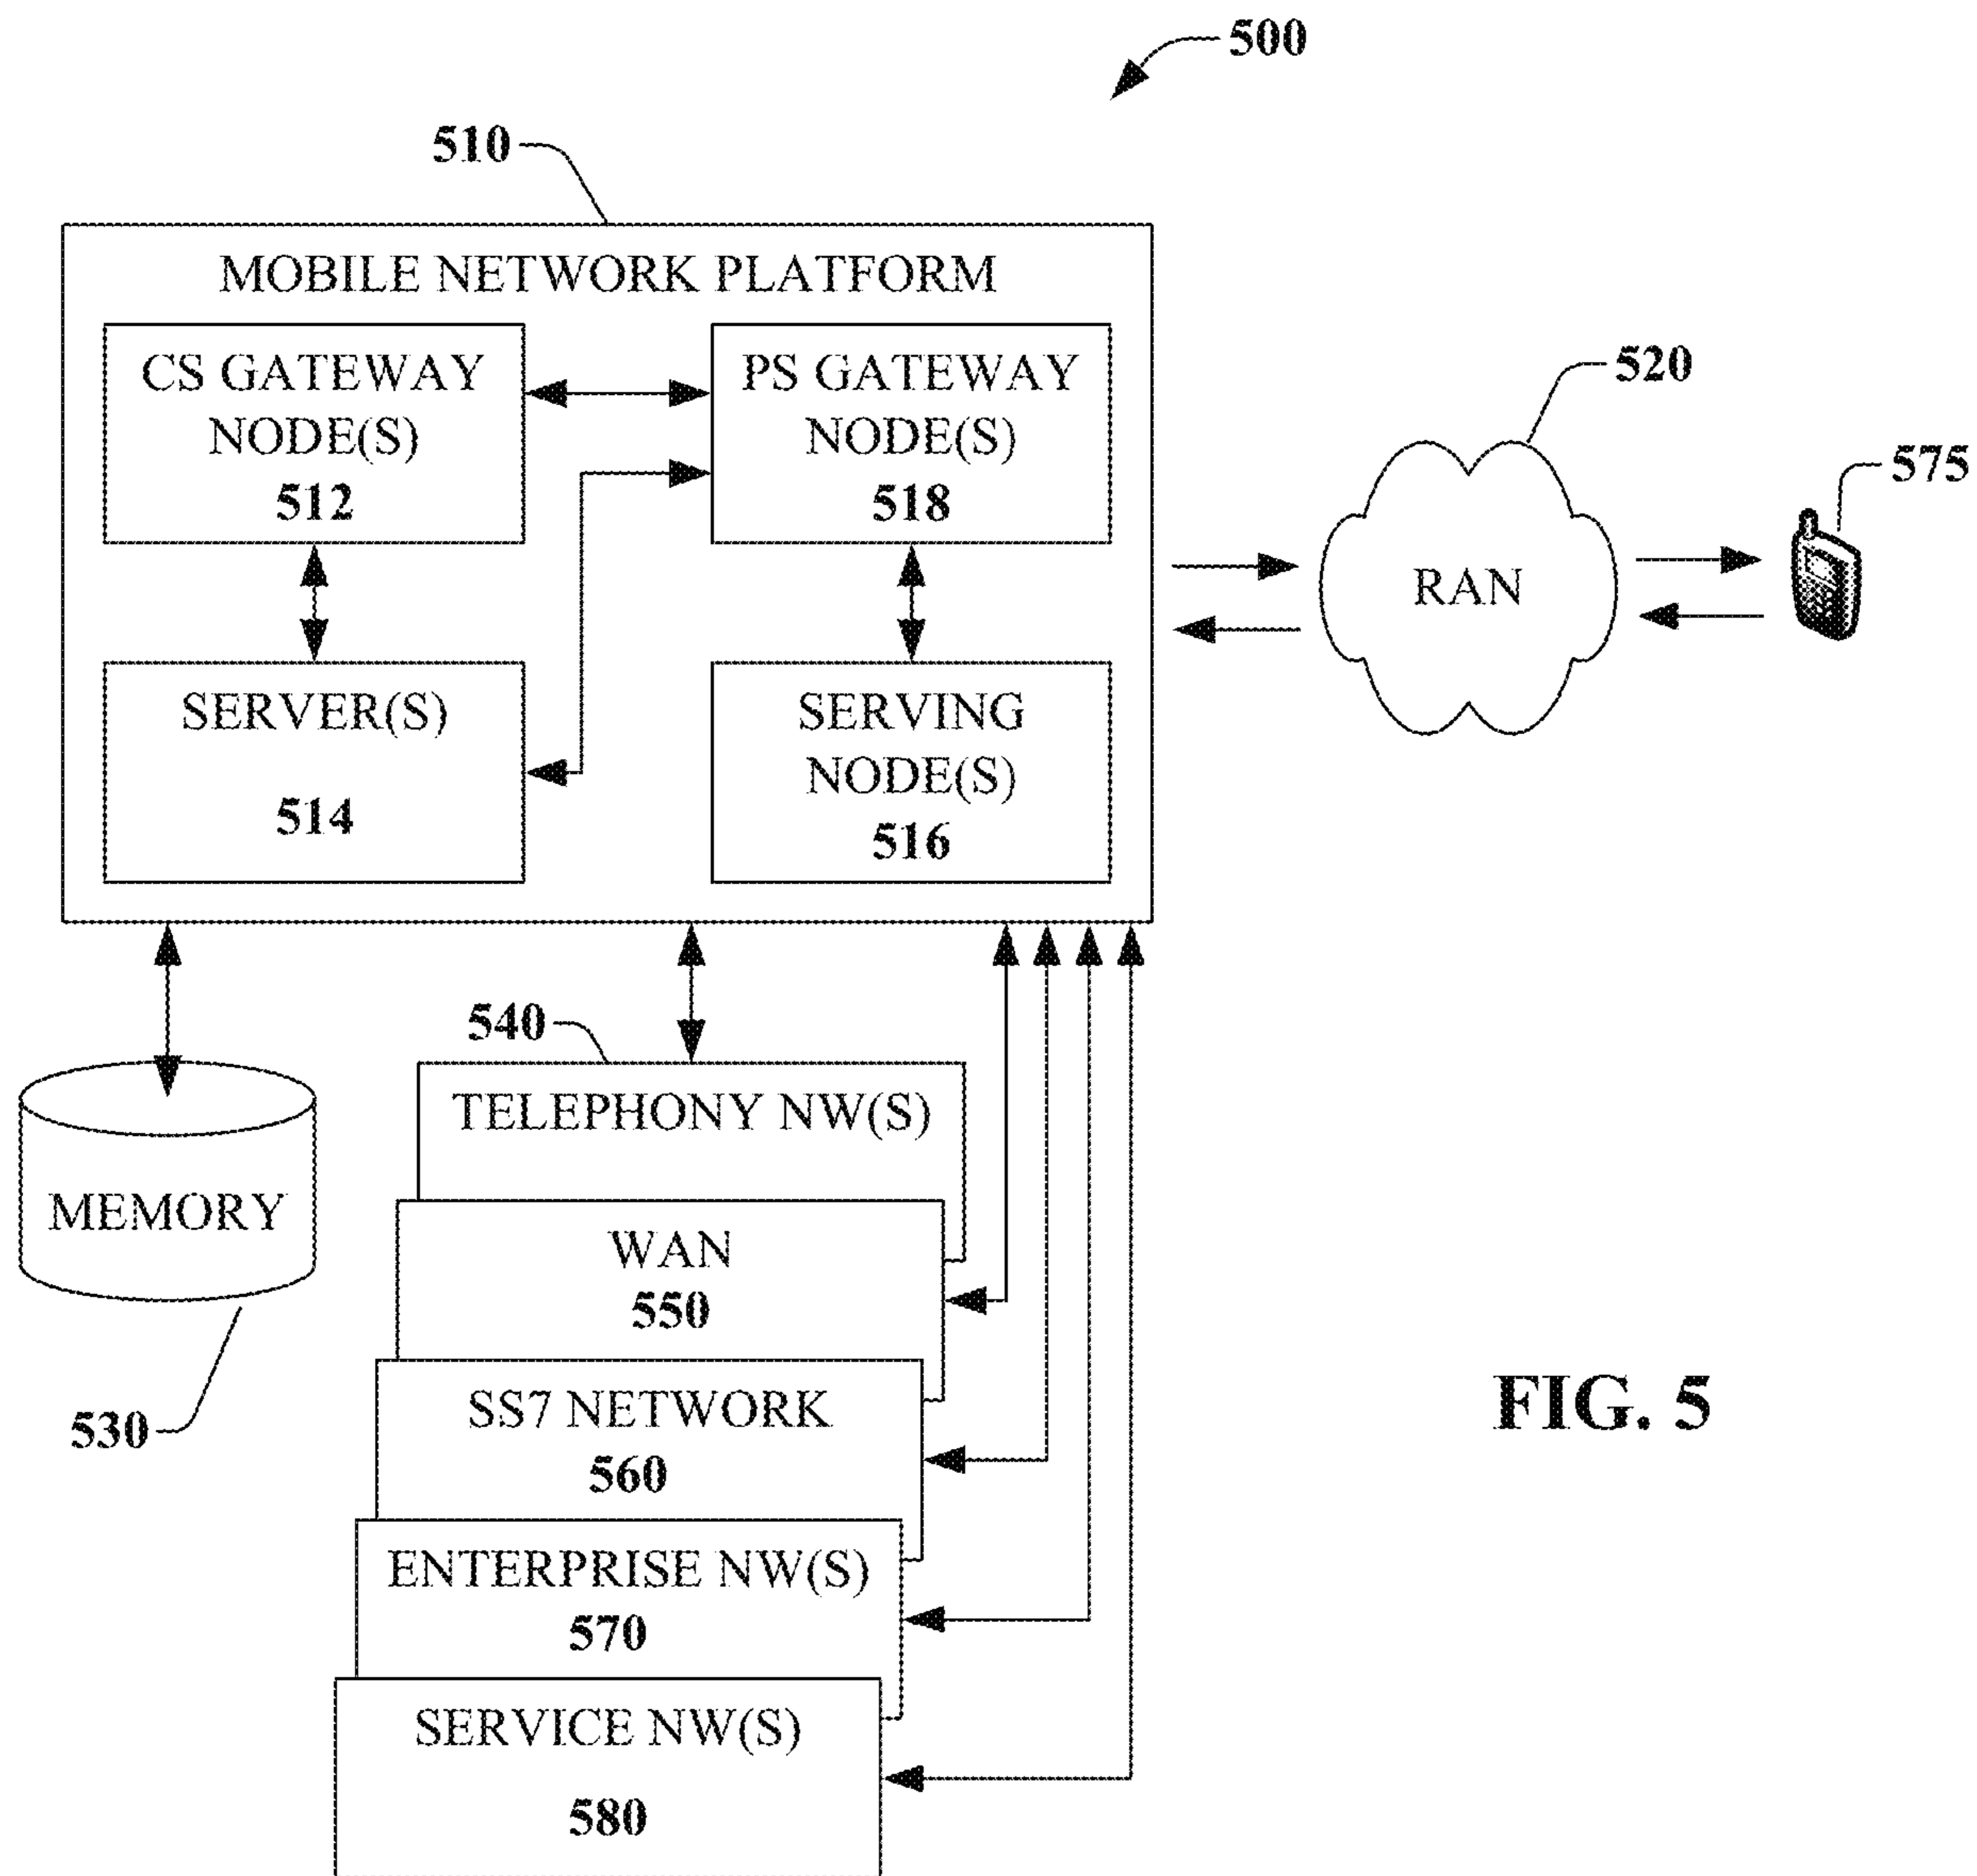 500
510
MOBILE NETWORK PLATFORM
CS GATEWAY
NODE(S)
512
PS GATEWAY
NODE(S)
518
SERVER(S)
514
SERVING
NODE(S)
516
520
RAN
575
540
TELEPHONY NW(S)
MEMORY
530
WAN
550
SS7 NETWORK
560
ENTERPRISE NW(S)
570
SERVICE NW(S)
580
FIG. 5